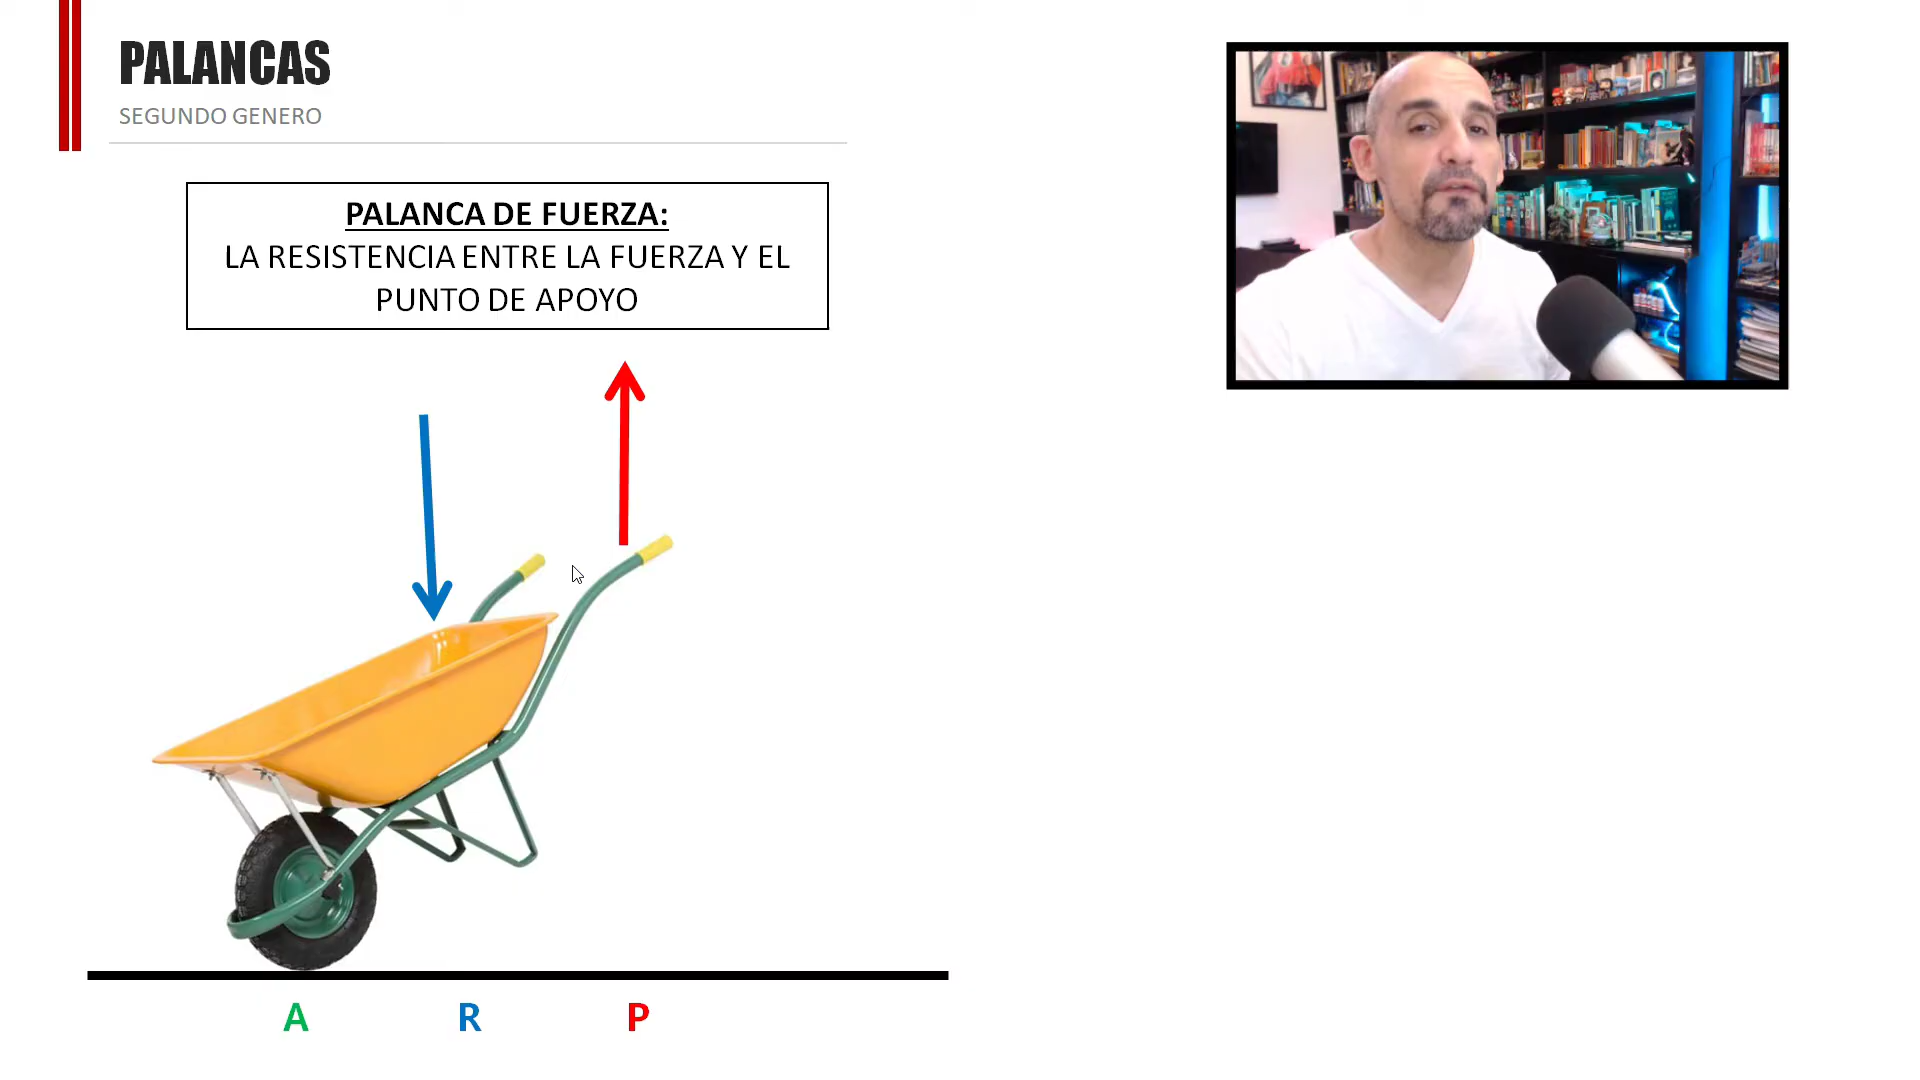 PALANCAS
SEGUNDO GENERO
PALANCA DE FUERZA:
LA RESISTENCIA ENTRE LA FUERZA Y EL
PUNTO DE APOYO
A R P